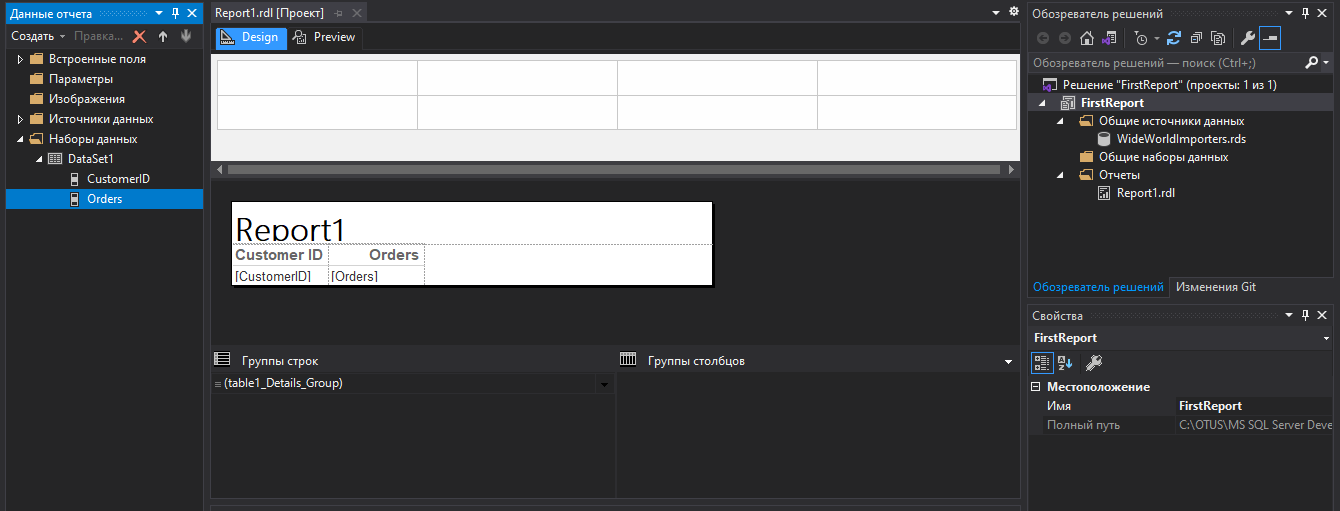 Данные отчета
Создать Правка...
Встроенные поля
Параметры
Изображения
Источники данных
Наборы данных
DataSet1
CustomerID
Orders
Report1.rdl [Проект]
Design Preview
Report1
Customer ID Orders
[CustomerID] [Orders]
Группы строк Группы столбцов
(table1_Details_Group)
Обозреватель решений
Обозреватель решений — поиск (Ctrl+;)
Решение "FirstReport" (проекты: 1 из 1)
FirstReport
Общие источники данных
WideWorldImporters.rds
Общие наборы данных
Отчеты
Report1.rdl
Обозреватель решений Изменения Git
Свойства
FirstReport
Местоположение
Имя FirstReport
Полный путь C:\OTUS\MS SQL Server Deve